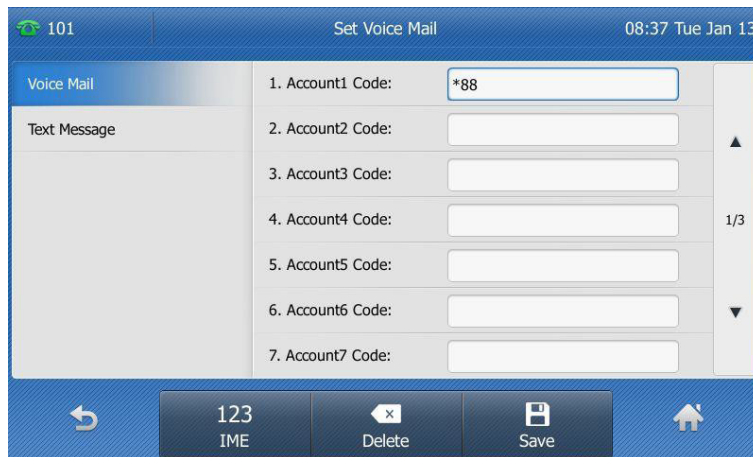 101 Set Voice Mail 08:37 Tue Jan 13
Voice Mail 1. Account1 Code: *88
Text Message 2. Account2 Code:
3. Account3 Code:
4. Account4 Code: 1/3
5. Account5 Code:
6. Account6 Code:
7. Account7 Code:
123
IME Delete Save